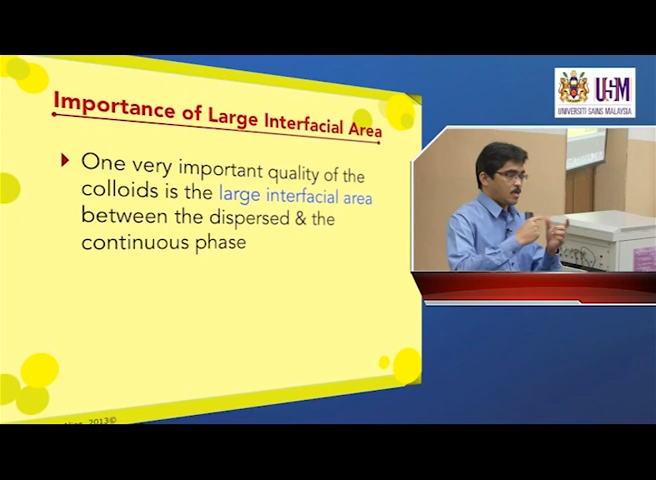 USM
UNIVERSITI SAINS MALAYSIA
Importance of Large Interfacial Area
One very important quality of the
colloids is the large interfacial area
between the dispersed & the
continuous phase
2013©